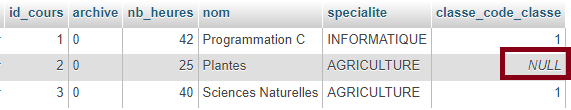 id_cours archive nb_heures nom specialite classe_code_classe
1 0 42 Programmation C INFORMATIQUE 1
2 0 25 Plantes AGRICULTURE NULL
3 0 40 Sciences Naturelles AGRICULTURE 1